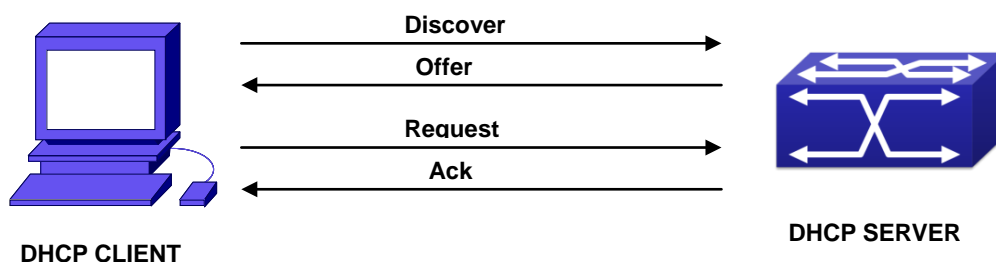 Discover
Offer
Request
Ack
DHCP CLIENT
DHCP SERVER